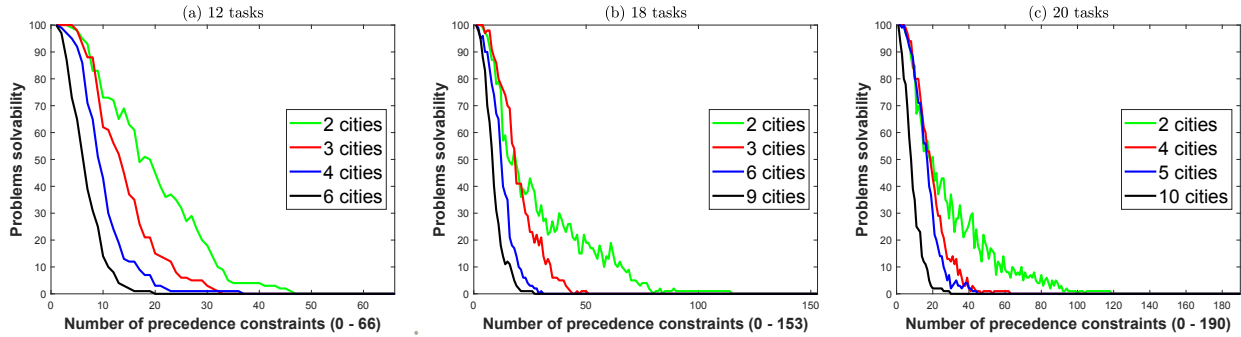 (a) 12 tasks
Problems solvability
100
90
80
70
60
50
40
30
20
10
0
0
10
20
30
40
50
60
2 cities
3 cities
4 cities
6 cities
Number of precedence constraints (0 - 66)
(b) 18 tasks
Problems solvability
100
90
80
70
60
50
40
30
20
10
0
0
50
100
150
2 cities
3 cities
6 cities
9 cities
Number of precedence constraints (0 - 153)
(c) 20 tasks
Problems solvability
100
90
80
70
60
50
40
30
20
10
0
0
20
40
60
80
100
120
140
160
180
2 cities
4 cities
5 cities
10 cities
Number of precedence constraints (0 - 190)